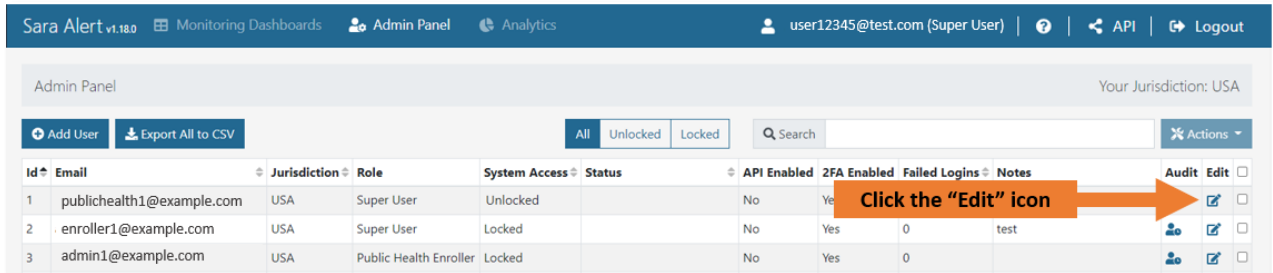 Sara Alert v1.18.0 Monitoring Dashboards Admin Panel Analytics user12345@test.com (Super User) | ? | API | Logout
Admin Panel Your Jurisdiction: USA
Add User Export All to CSV All Unlocked Locked Search Actions
Id Email Jurisdiction Role System Access Status API Enabled 2FA Enabled Failed Logins Notes Audit Edit
1 publichealth1@example.com USA Super User Unlocked No Click the “Edit” icon
2 enroller1@example.com USA Super User Locked No Yes 0 test
3 admin1@example.com USA Public Health Enroller Locked No Yes 0